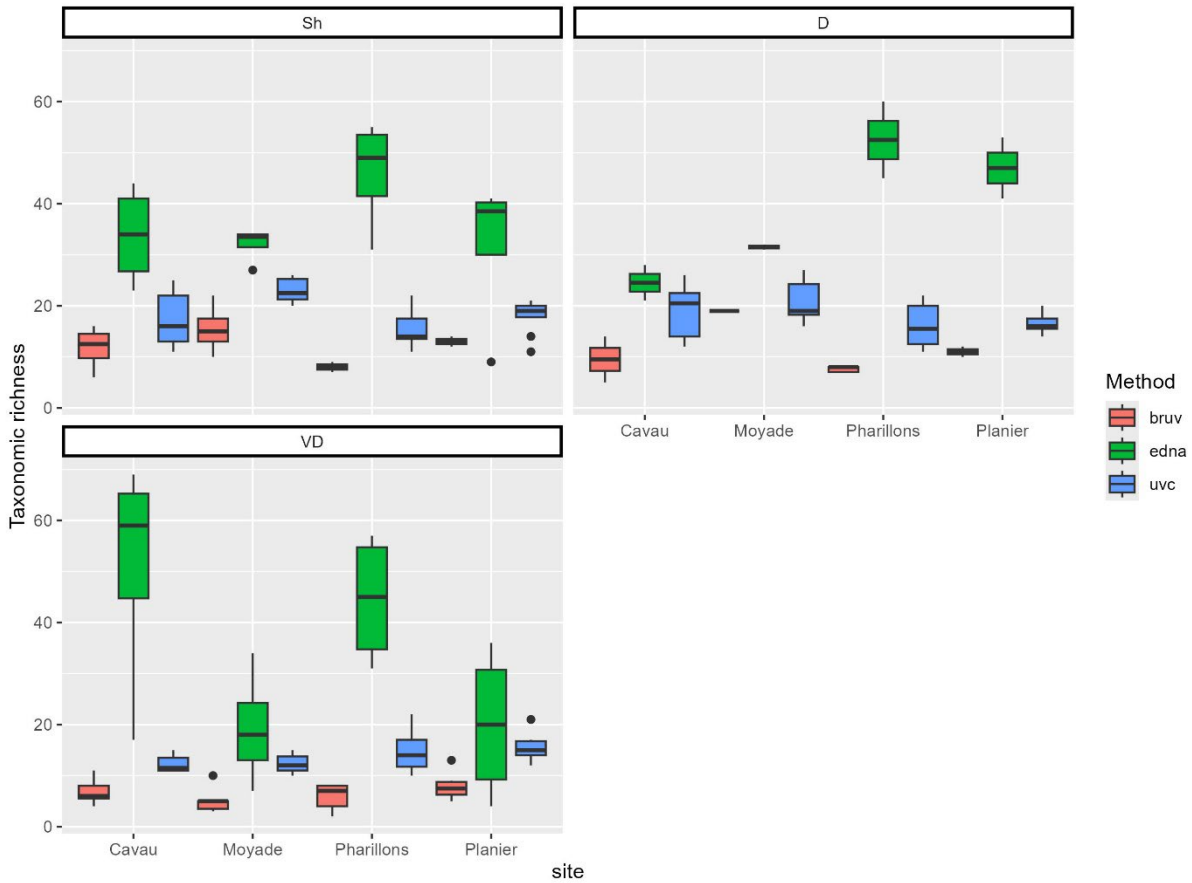 Sh
D
Taxonomic richness
60
40
20
0
Cavau
Moyade
Pharillons
Planier
VD
60
40
20
0
Cavau
Moyade
Pharillons
Planier
site
Method
bruv
edna
uvc